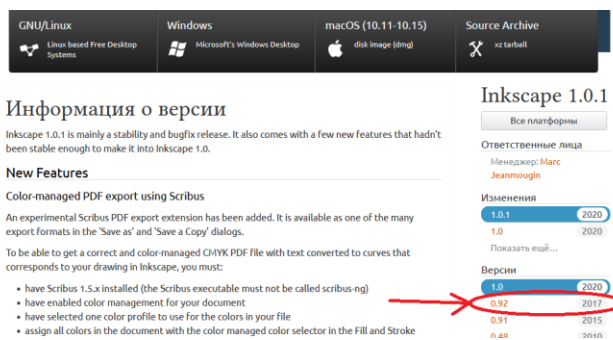 GNU/Linux
Linux based Free Desktop
Systems
Windows
Microsoft's Windows Desktop
macOS (10.11-10.15)
disk image (dmg)
Source Archive
xz tarball
Информация о версии
Inkscape 1.0.1 is mainly a stability and bugfix release. It also comes with a few new features that hadn't
been stable enough to make it into Inkscape 1.0.
New Features
Color-managed PDF export using Scribus
An experimental Scribus PDF export extension has been added. It is available as one of the many
export formats in the 'Save as' and 'Save a Copy' dialogs.
To be able to get a correct and color-managed CMYK PDF file with text converted to curves that
corresponds to your drawing in Inkscape, you must:
• have Scribus 1.5.x installed (the Scribus executable must not be called scribus-ng)
• have enabled color management for your document
• have selected one color profile to use for the colors in your file
• assign all colors in the document with the color managed color selector in the Fill and Stroke
Inkscape 1.0.1
Все платформы
Ответственные лица
Менеджер: Marc
Jeanmougin
Изменения
1.0.1 2020
1.0 2020
Показать ещё...
Версии
1.0 2020
0.92 2017
0.91 2015
0.48 2010